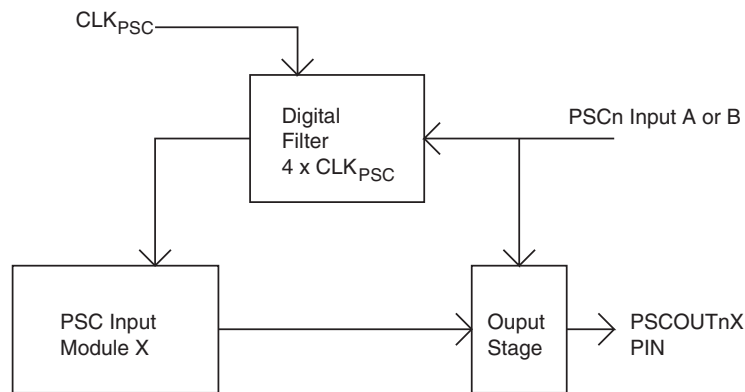 CLKPSC
Digital
Filter
4 x CLKPSC
PSCn Input A or B
PSC Input
Module X
Ouput
Stage
PSCOUTnX
PIN